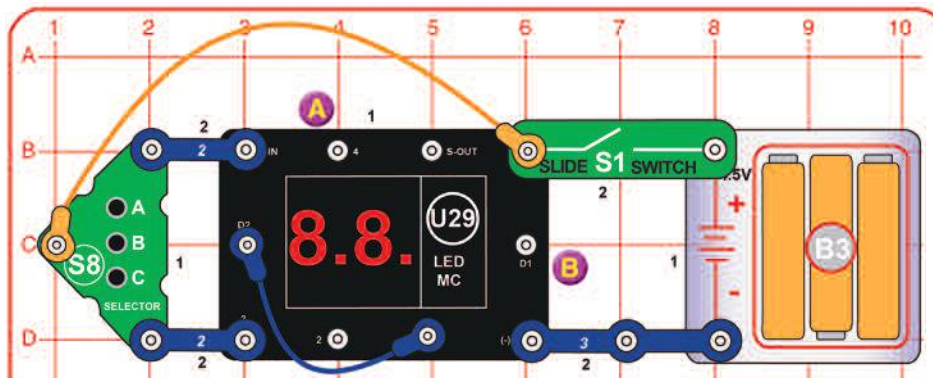 1 2 3 4 5 6 7 8 9 10
A
A
1
2
B
2
IN
4
S-OUT
SLIDE S1 SWITCH
.5V
A
2
8.8.
U29
+
D2
B
C
S8
1
LED
B
1
B3
D1
C
MC
-
SELECTOR
D
2
2
(-)
3
2
2